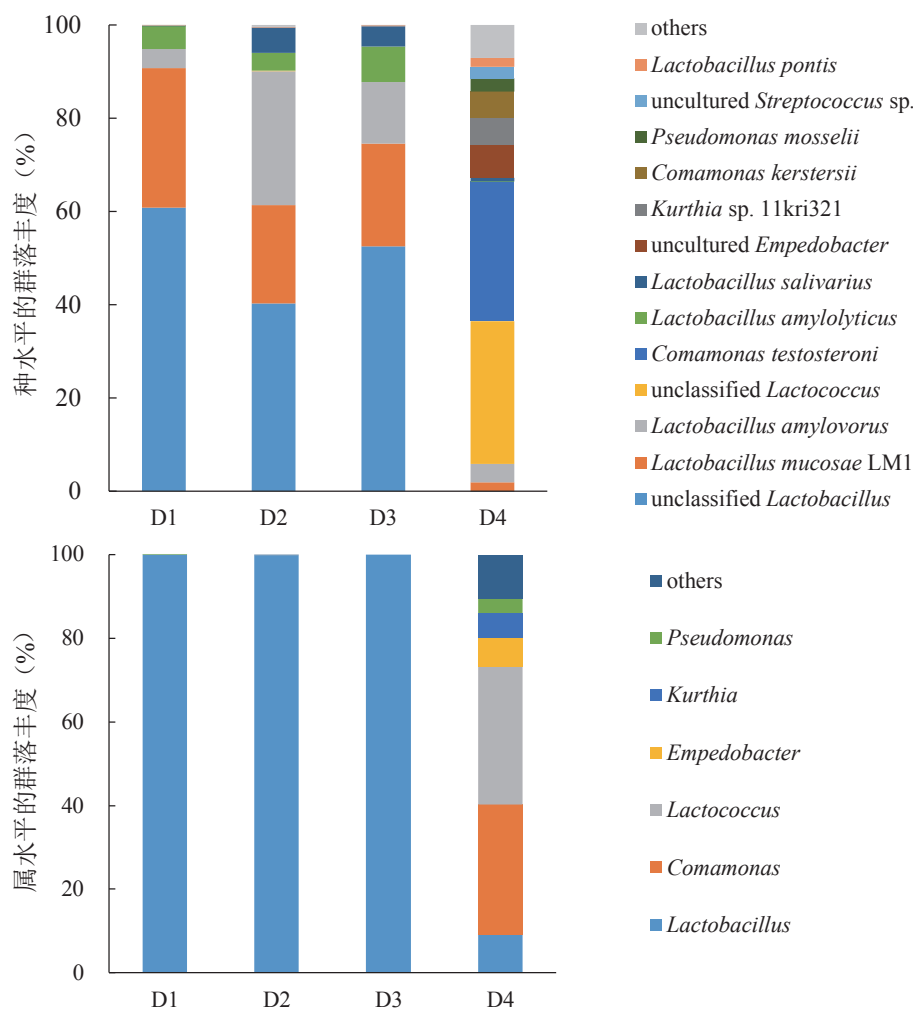 种水平的群落丰度（%）
100
80
60
40
20
0
D1 D2 D3 D4
others
Lactobacillus pontis
uncultured Streptococcus sp.
Pseudomonas mosselii
Comamonas kerstersii
Kurthia sp. 11kri321
uncultured Empedobacter
Lactobacillus salivarius
Lactobacillus amylolyticus
Comamonas testosteroni
unclassified Lactococcus
Lactobacillus amylovorus
Lactobacillus mucosae LM1
unclassified Lactobacillus
属水平的群落丰度（%）
100
80
60
40
20
0
D1 D2 D3 D4
others
Pseudomonas
Kurthia
Empedobacter
Lactococcus
Comamonas
Lactobacillus